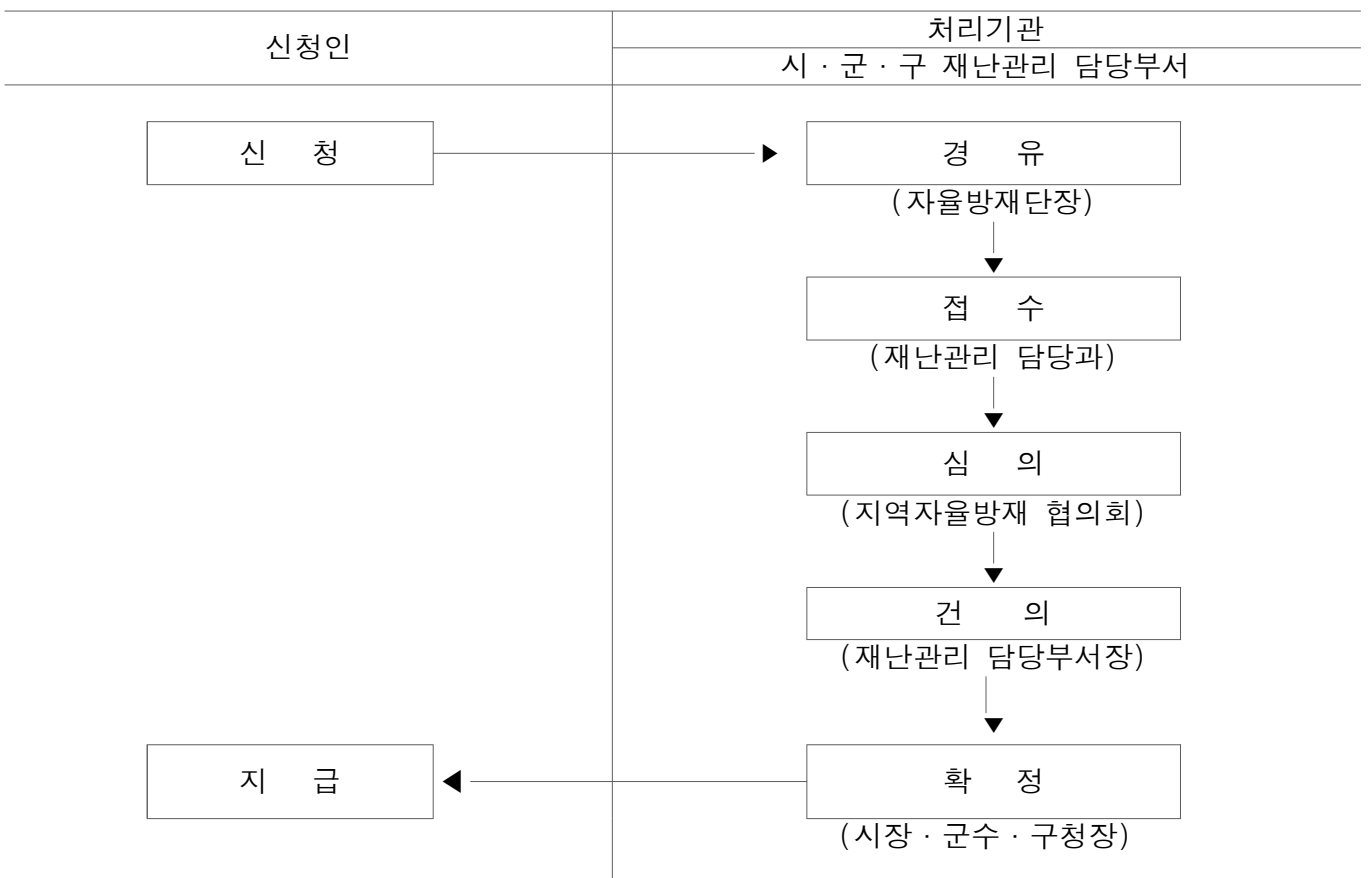 신청인
처리기관
시 · 군 · 구 재난관리 담당부서
신 청
경 유
(자율방재단장)
접 수
(재난관리 담당과)
심 의
(지역자율방재 협의회)
건 의
(재난관리 담당부서장)
지 급
확 정
(시장 · 군수 · 구청장)